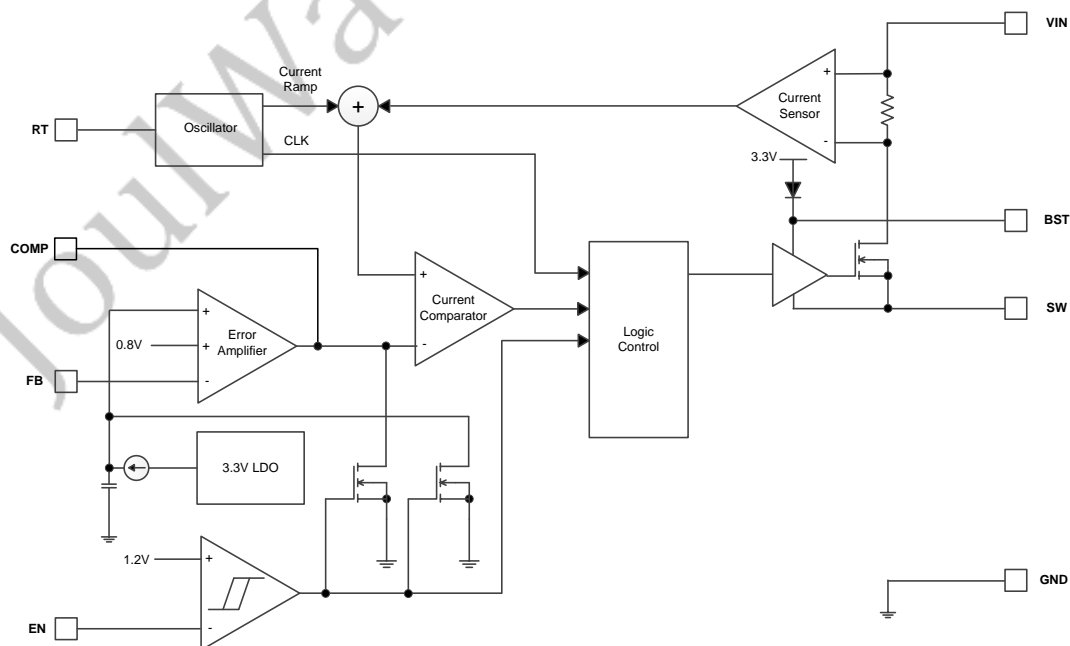 VIN
Current
Ramp
+
+
Current
Sensor
-
RT
Oscillator
CLK
3.3V
BST
COMP
+
Current
Comparator
-
SW
Logic
Control
+
Error
Amplifier
0.8V
+
FB
-
3.3V LDO
1.2V
+
GND
EN
-
JoulWa